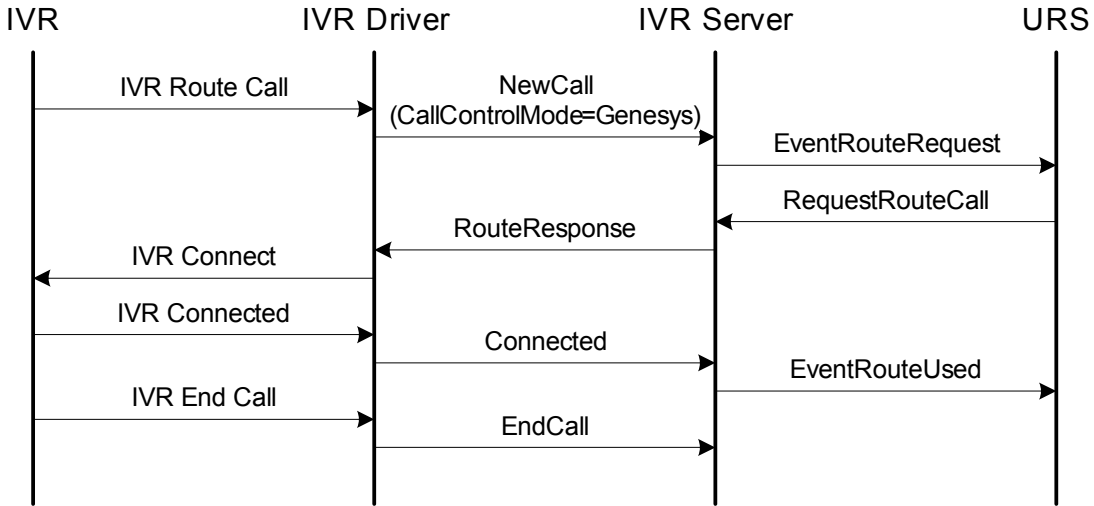 IVR
IVR Driver
IVR Server
URS
IVR Route Call
NewCall
(CallControlMode=Genesys)
EventRouteRequest
RequestRouteCall
RouteResponse
IVR Connect
IVR Connected
Connected
EventRouteUsed
IVR End Call
EndCall